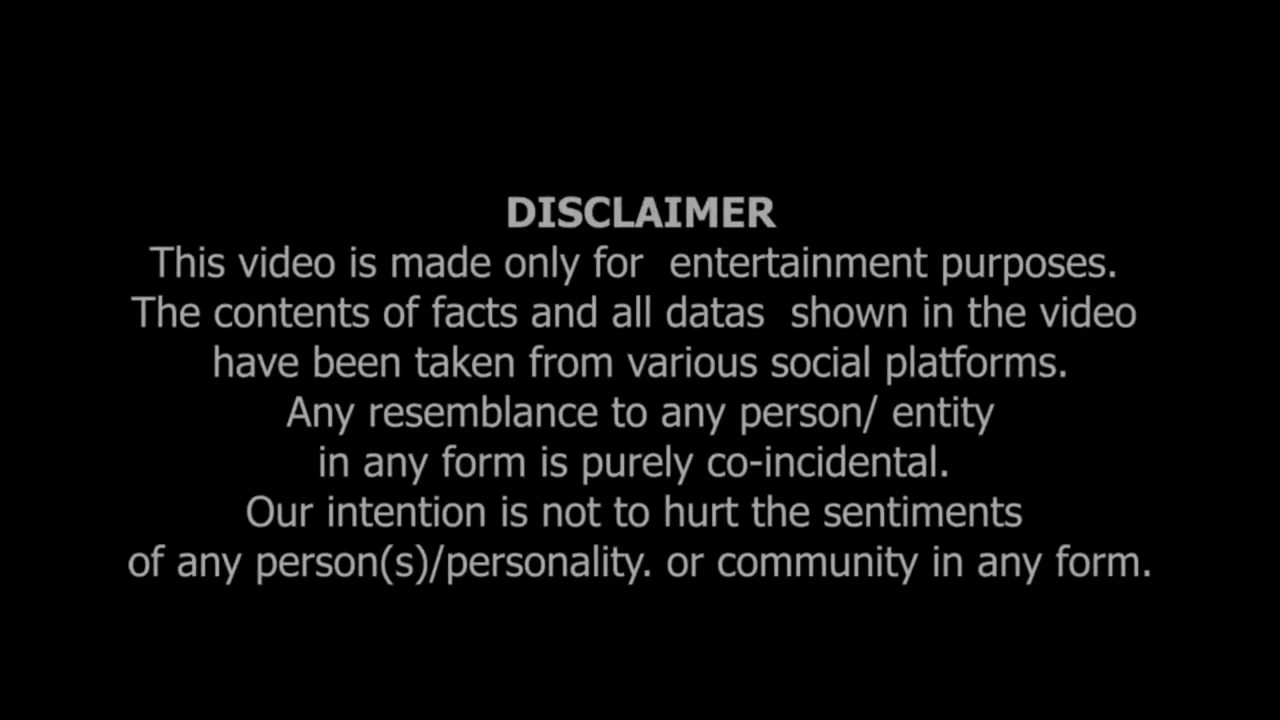 DISCLAIMER
This video is made only for  entertainment purposes.
The contents of facts and all datas  shown in the video
have been taken from various social platforms.
Any resemblance to any person/ entity
in any form is purely co-incidental.
Our intention is not to hurt the sentiments
of any person(s)/personality. or community in any form.